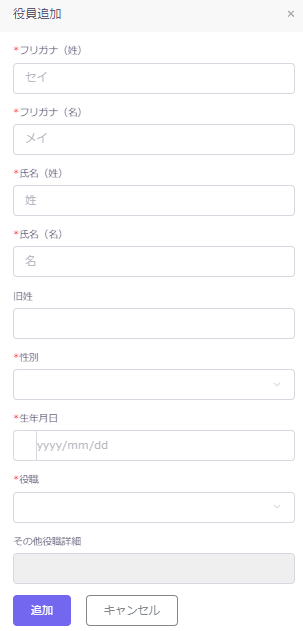 役員追加
*フリガナ（姓）
セイ
*フリガナ（名）
メイ
*氏名（姓）
姓
*氏名（名）
名
旧姓
*性別
*生年月日
yyyy/mm/dd
*役職
その他役職詳細
追加 キャンセル